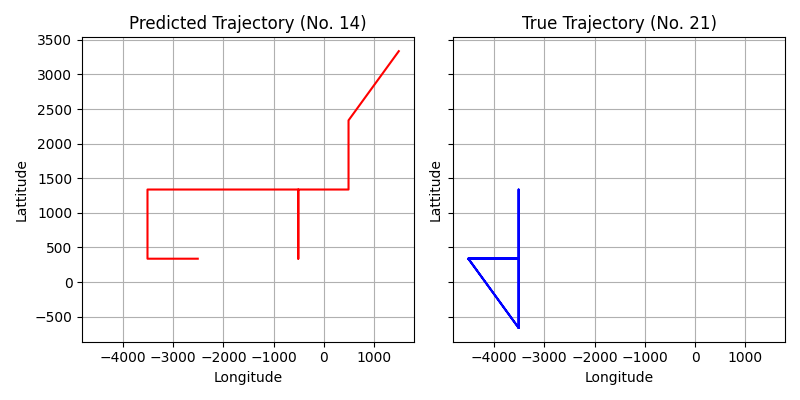 Predicted Trajectory (No. 14)
True Trajectory (No. 21)
3500
3000
2500
2000
1500
1000
500
0
−500
Lattitude
Lattitude
−4000 −3000 −2000 −1000 0 1000
−4000 −3000 −2000 −1000 0 1000
Longitude
Longitude